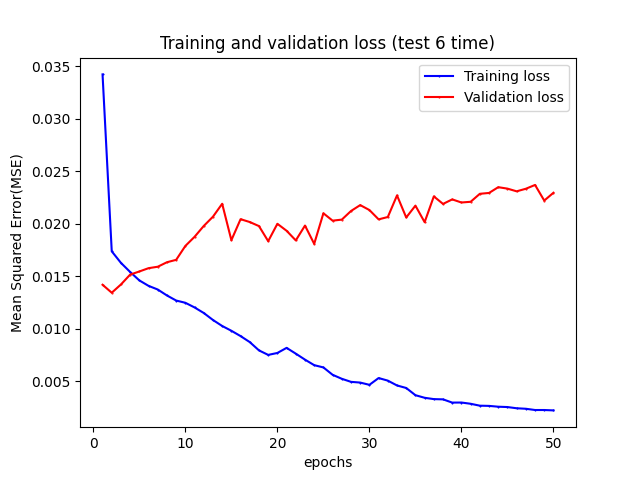 Training and validation loss (test 6 time)
Training loss
Validation loss
Mean Squared Error(MSE)
0.035
0.030
0.025
0.020
0.015
0.010
0.005
0 10 20 30 40 50
epochs